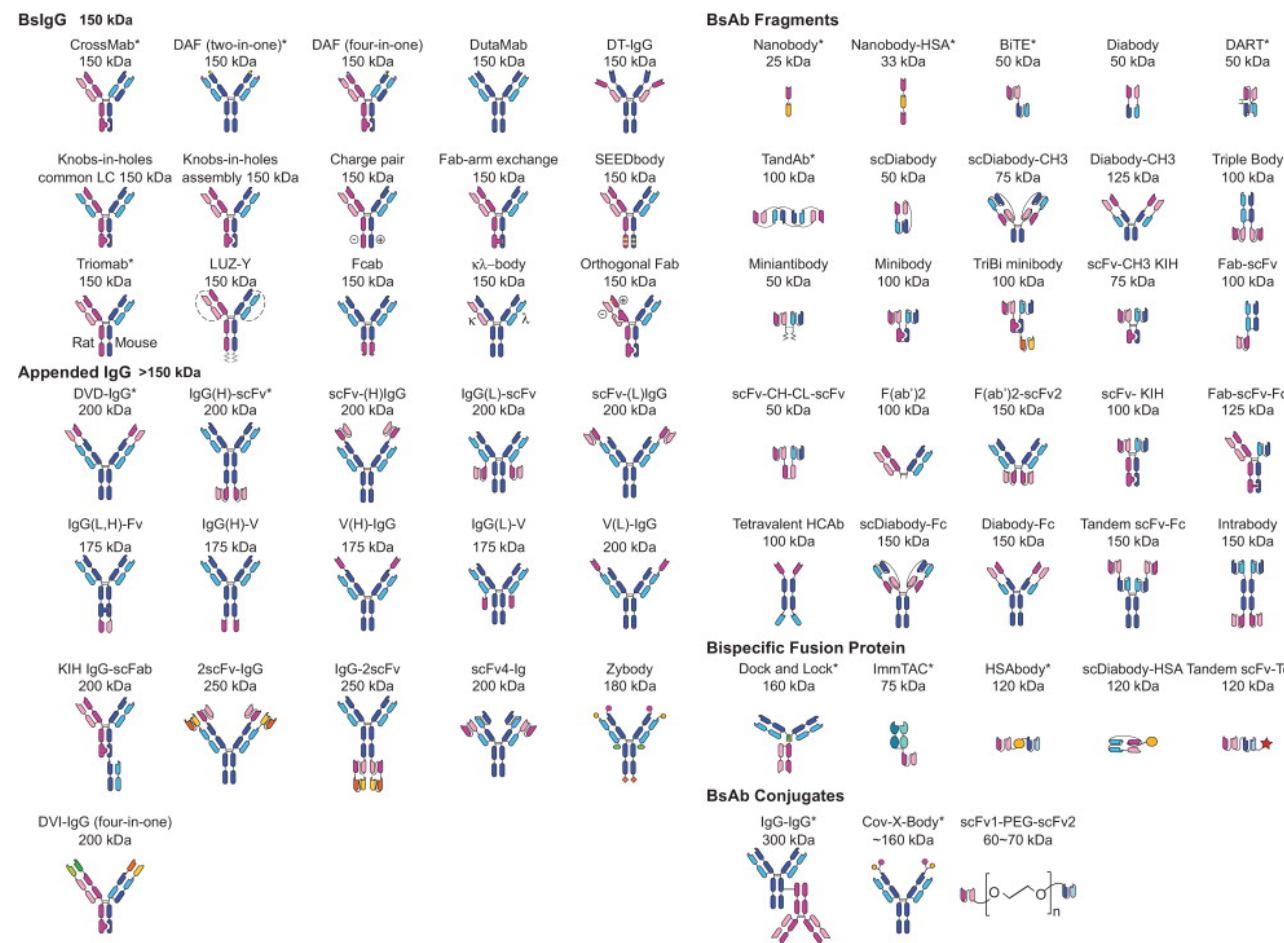 BsIgG 150 kDa
CrossMab* DAF (two-in-one)* DAF (four-in-one) DutaMab DT-IgG
150 kDa 150 kDa 150 kDa 150 kDa 150 kDa
Knobs-in-holes Knobs-in-holes Charge pair Fab-arm exchange SEEDbody
common LC 150 kDa assembly 150 kDa 150 kDa 150 kDa 150 kDa
⊖ ⊕
Triomab* LUZ-Y Fcab κλ–body Orthogonal Fab
150 kDa 150 kDa 150 kDa 150 kDa 150 kDa
⊕
⊖
κ λ
Rat Mouse
Appended IgG >150 kDa
DVD-IgG* IgG(H)-scFv* scFv-(H)IgG IgG(L)-scFv scFv-(L)IgG
200 kDa 200 kDa 200 kDa 200 kDa 200 kDa
IgG(L,H)-Fv IgG(H)-V V(H)-IgG IgG(L)-V V(L)-IgG
175 kDa 175 kDa 175 kDa 175 kDa 200 kDa
KIH IgG-scFab 2scFv-IgG IgG-2scFv scFv4-Ig Zybody
200 kDa 250 kDa 250 kDa 200 kDa 180 kDa
DVI-IgG (four-in-one)
200 kDa
BsAb Fragments
Nanobody* Nanobody-HSA* BiTE* Diabody DART*
25 kDa 33 kDa 50 kDa 50 kDa 50 kDa
TandAb* scDiabody scDiabody-CH3 Diabody-CH3 Triple Body
100 kDa 50 kDa 75 kDa 125 kDa 100 kDa
Miniantibody Minibody TriBi minibody scFv-CH3 KIH Fab-scFv
50 kDa 100 kDa 100 kDa 75 kDa 100 kDa
scFv-CH-CL-scFv F(ab')2 F(ab')2-scFv2 scFv- KIH Fab-scFv-Fc
50 kDa 100 kDa 150 kDa 100 kDa 125 kDa
Tetravalent HCAb scDiabody-Fc Diabody-Fc Tandem scFv-Fc Intrabody
100 kDa 150 kDa 150 kDa 150 kDa 150 kDa
Bispecific Fusion Protein
Dock and Lock* ImmTAC* HSAbody* scDiabody-HSA Tandem
160 kDa 75 kDa 120 kDa 120 kDa 120 kDa
BsAb Conjugates
IgG-IgG* Cov-X-Body* scFv1-PEG-scFv2
300 kDa ~160 kDa 60~70 kDa
O O
n